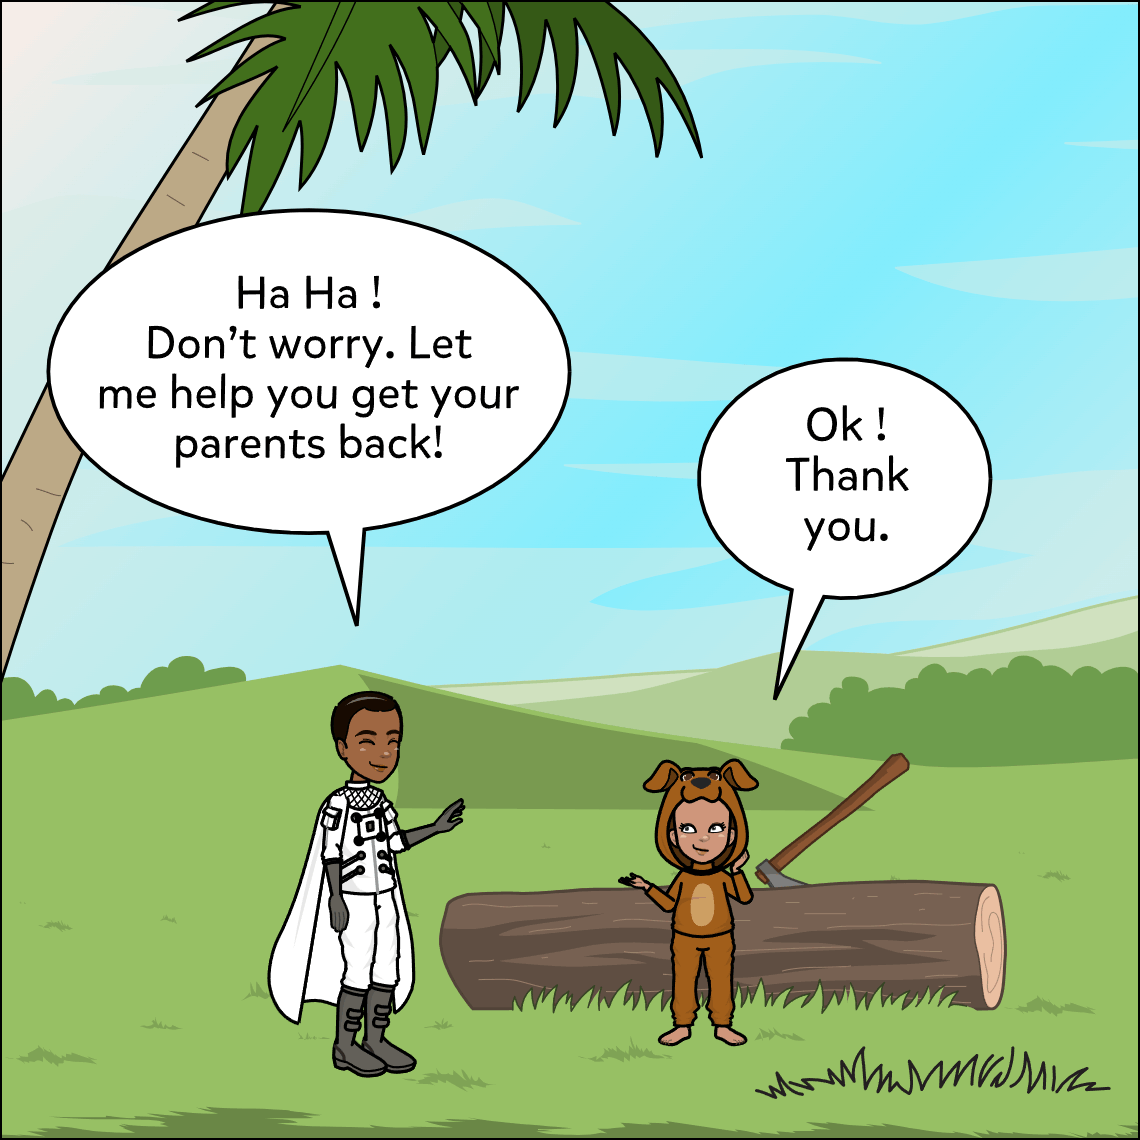 Ha Ha !
Don't worry. Let
me help you get your
parents back!
Ok !
Thank
you.